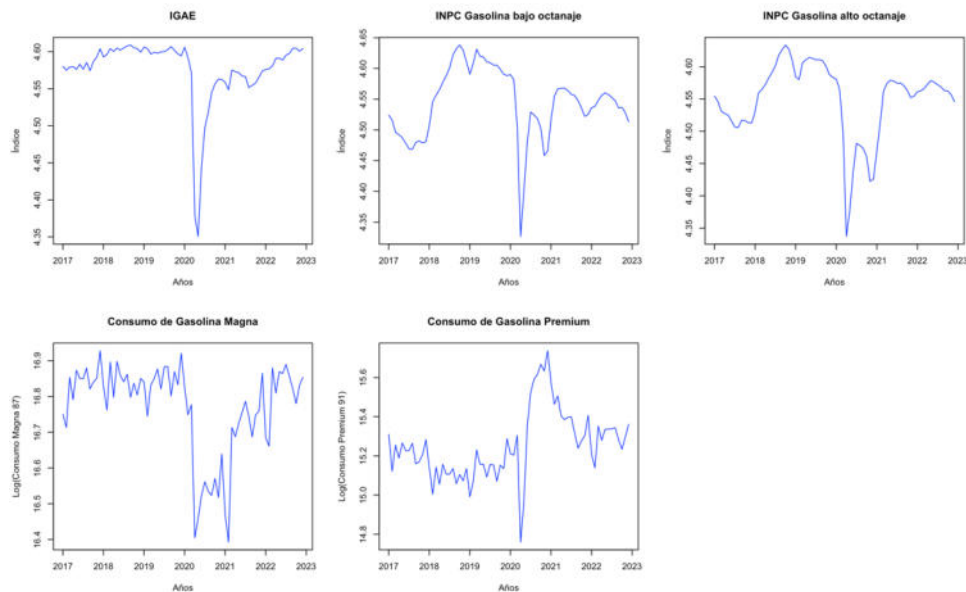 IGAE
Índice
4.60
4.55
4.50
4.45
4.40
4.35
2017 2018 2019 2020 2021 2022 2023
Años
INPC Gasolina bajo octanaje
Índice
4.65
4.60
4.55
4.50
4.45
4.40
4.35
2017 2018 2019 2020 2021 2022 2023
Años
INPC Gasolina alto octanaje
Índice
4.60
4.55
4.50
4.45
4.40
4.35
2017 2018 2019 2020 2021 2022 2023
Años
Consumo de Gasolina Magna
Log(Consumo Magna 87)
16.9
16.8
16.7
16.6
16.5
16.4
2017 2018 2019 2020 2021 2022 2023
Años
Consumo de Gasolina Premium
Log(Consumo Premium 91)
15.6
15.4
15.2
15.0
14.8
2017 2018 2019 2020 2021 2022 2023
Años